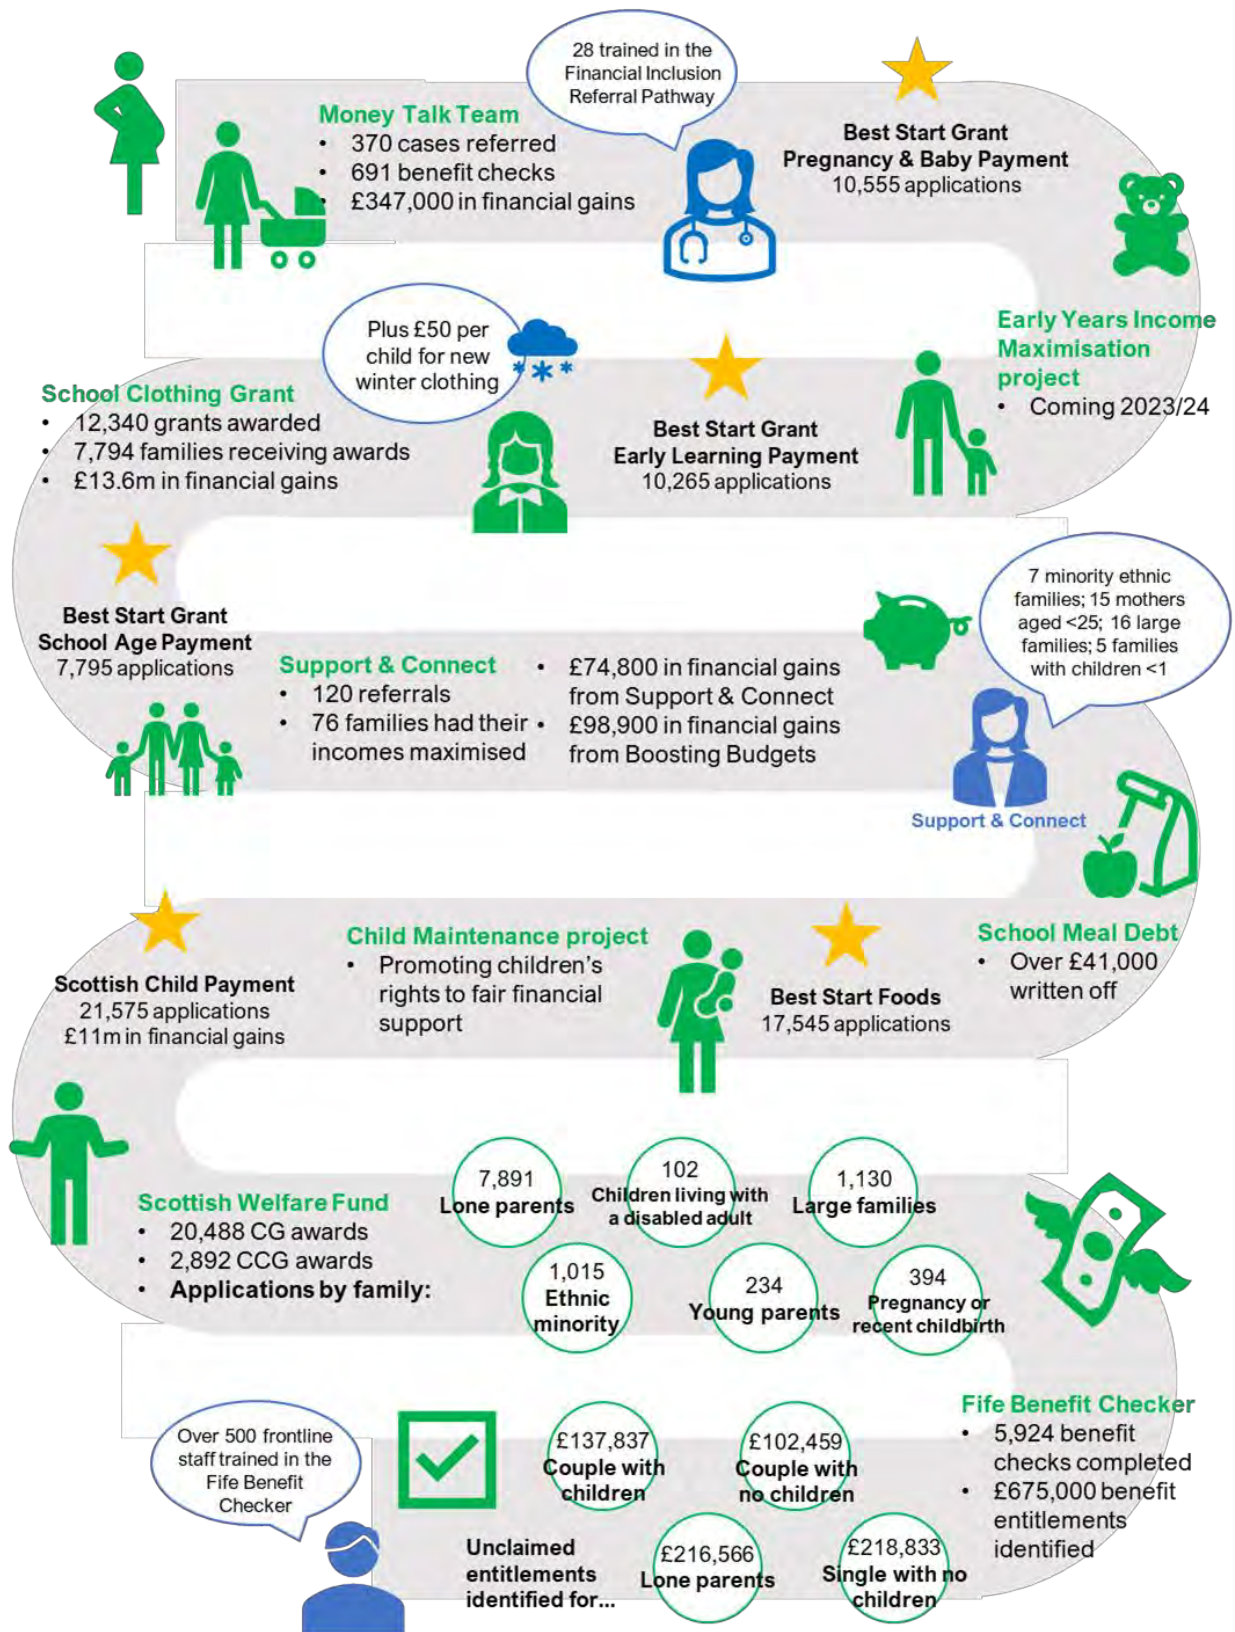 28 trained in the
Financial Inclusion
Referral Pathway
Money Talk Team
• 370 cases referred
• 691 benefit checks
• £347,000 in financial gains
Best Start Grant
Pregnancy & Baby Payment
10,555 applications
Early Years Income
Maximisation
project
• Coming 2023/24
Plus £50 per
child for new
winter clothing
Best Start Grant
Early Learning Payment
10,265 applications
School Clothing Grant
• 12,340 grants awarded
• 7,794 families receiving awards
• £13.6m in financial gains
Best Start Grant
School Age Payment
7,795 applications
Support & Connect
• 120 referrals
• 76 families had their
incomes maximised
• £74,800 in financial gains
from Support & Connect
• £98,900 in financial gains
from Boosting Budgets
7 minority ethnic
families; 15 mothers
aged <25; 16 large
families; 5 families
with children <1
Support & Connect
School Meal Debt
• Over £41,000
written off
Best Start Foods
17,545 applications
Child Maintenance project
• Promoting children's
rights to fair financial
support
Scottish Child Payment
21,575 applications
£11m in financial gains
Scottish Welfare Fund
• 20,488 CG awards
• 2,892 CCG awards
• Applications by family:
7,891
Lone parents
102
Children living with
a disabled adult
1,130
Large families
1,015
Ethnic
minority
234
Young parents
394
Pregnancy or
recent childbirth
Fife Benefit Checker
• 5,924 benefit
checks completed
• £675,000 benefit
entitlements
identified
Over 500 frontline
staff trained in the
Fife Benefit
Checker
Unclaimed
entitlements
identified for...
£137,837
Couple with
children
£102,459
Couple with
no children
£216,566
Lone parents
£218,833
Single with no
children